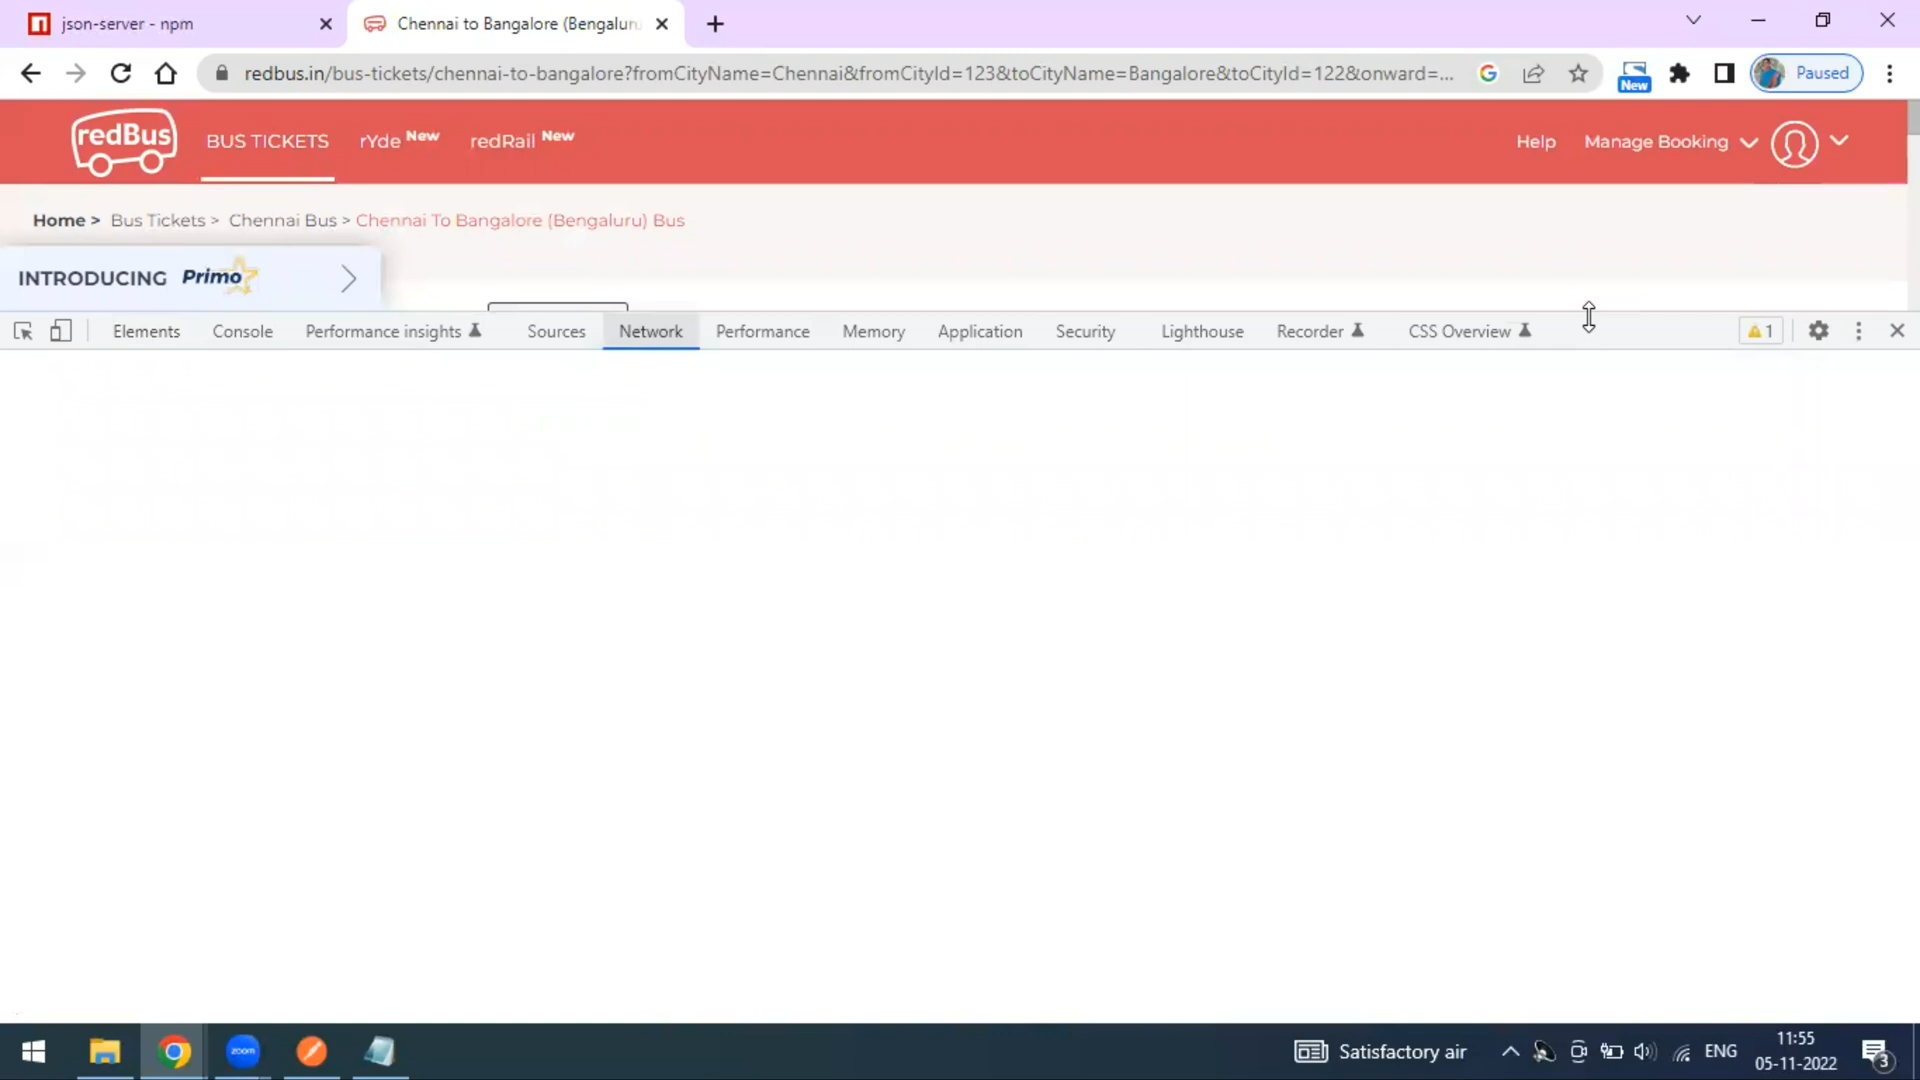 json-server - npm
Chennai to Bangalore (Bengaluru
redbus.in/bus-tickets/chennai-to-bangalore?fromCityName=Chennai&fromCityId=123&toCityName=Bangalore&toCityId=122&onward=...
New
Paused
redBus
BUS TICKETS
rYde New
redRail New
Help
Manage Booking
Home > Bus Tickets > Chennai Bus > Chennai To Bangalore (Bengaluru) Bus
INTRODUCING Primo
Elements
Console
Performance insights
Sources
Network
Performance
Memory
Application
Security
Lighthouse
Recorder
CSS Overview
1
zoom
Satisfactory air
ENG
11:55
05-11-2022
3